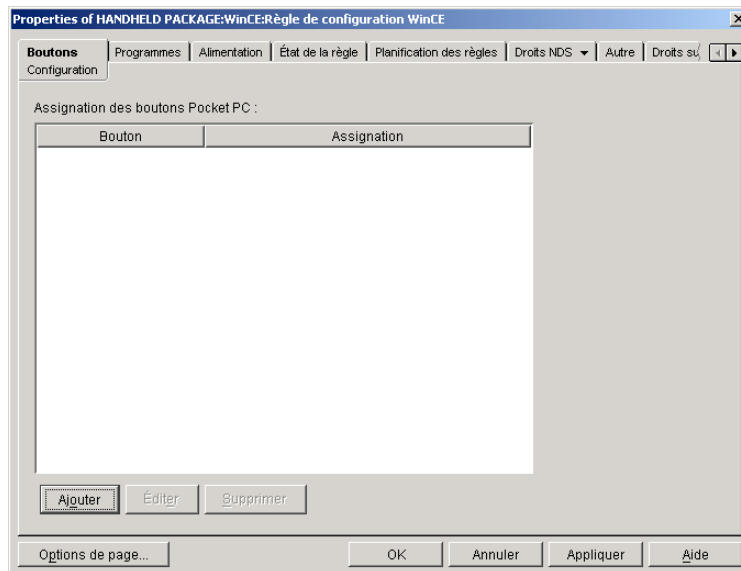 Properties of HANDHELD PACKAGE:WinCE:Règle de configuration WinCE
Boutons Programmes Alimentation État de la règle Planification des règles Droits NDS Autre Droits su
Configuration
Assignation des boutons Pocket PC :
Bouton Assignation
Ajouter Éditer Supprimer
Options de page... OK Annuler Appliquer Aide